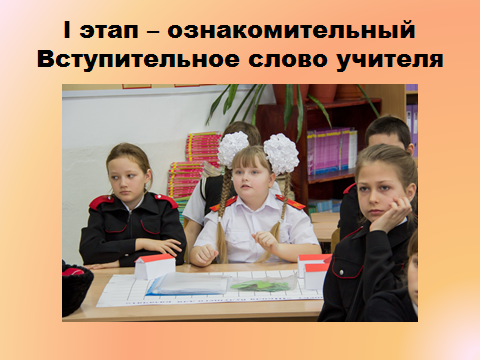 I этап – ознакомительный
Вступительное слово учителя